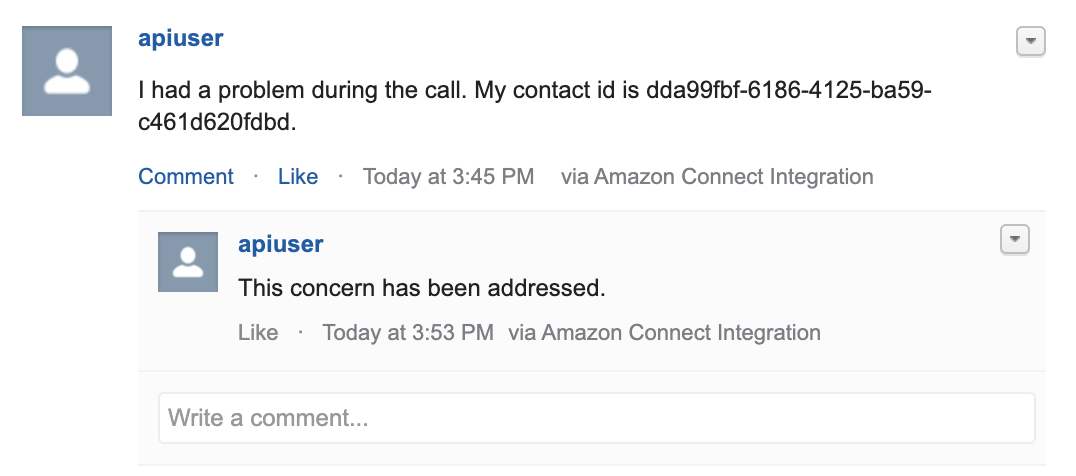 apiuser
I had a problem during the call. My contact id is dda99fbf-6186-4125-ba59-
c461d620fdbd.
Comment · Like · Today at 3:45 PM via Amazon Connect Integration
apiuser
This concern has been addressed.
Like · Today at 3:53 PM via Amazon Connect Integration
Write a comment...